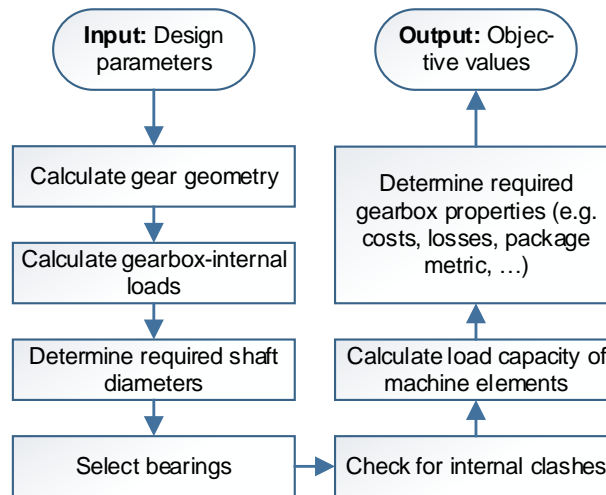 Input: Design
parameters
Calculate gear geometry
Calculate gearbox-internal
loads
Determine required shaft
diameters
Select bearings
Check for internal clashes
Calculate load capacity of
machine elements
Determine required
gearbox properties (e.g.
costs, losses, package
metric, …)
Output: Objec-
tive values